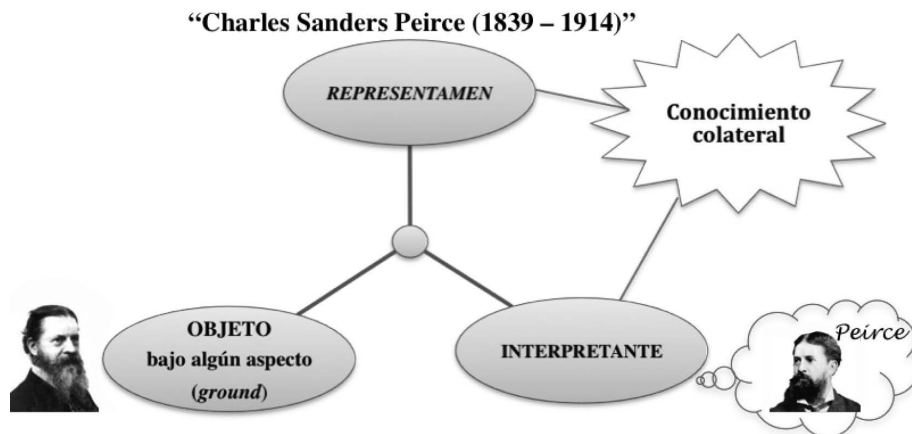 “Charles Sanders Peirce (1839 – 1914)”
REPRESENTAMEN
Conocimiento
colateral
OBJETO
bajo algún aspecto
(ground)
INTERPRETANTE
Peirce